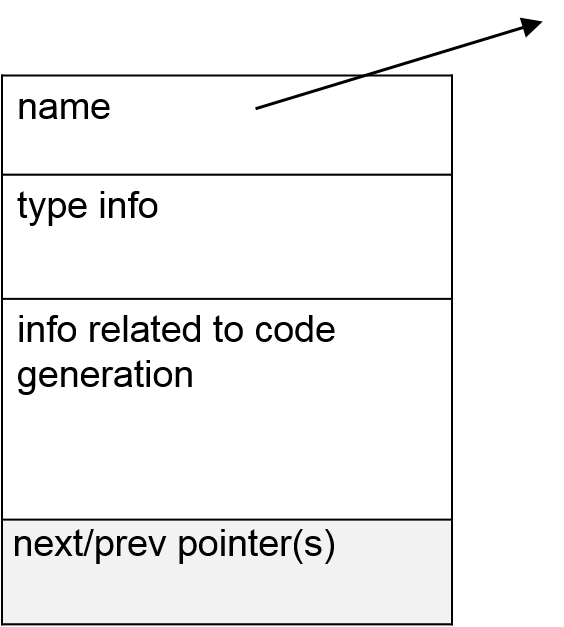 name
type info
info related to code
generation
next/prev pointer(s)